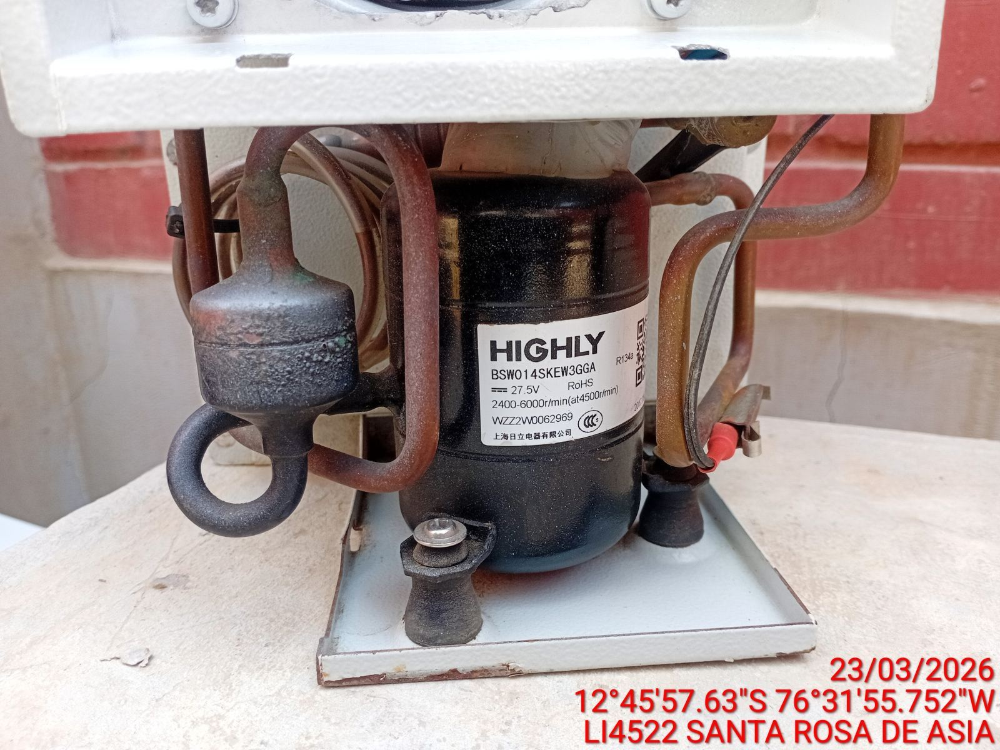 HIGHLY
BSW014SKEW3GGA
R134a
27.5V RoHS
2400-6000r/min(at4500r/min)
WZZ2W0062969
CCC S
上海日立电器有限公司
23/03/2026
12°45'57.63"S 76°31'55.752"W
LI4522 SANTA ROSA DE ASIA